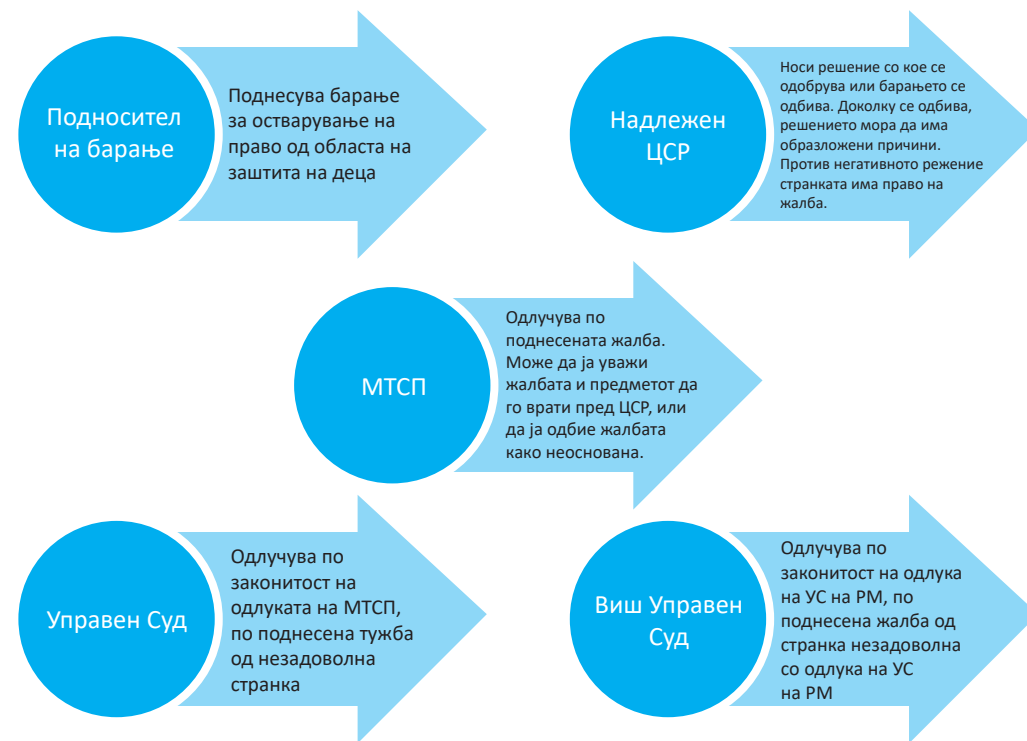 Подносител
на барање
Поднесува барање
за остварување на
право од областа на
заштита на деца
Надлежен
ЦСР
Носи решение со кое се
одобрува или барањето се
одбива. Доколку се одбива,
решението мора да има
образложени причини.
Против негативното режение
странката има право на
жалба.
МТСП
Одлучува по
поднесената жалба.
Може да ја уважи
жалбата и предметот да
го врати пред ЦСР, или
да ја одбие жалбата
како неоснована.
Управен Суд
Одлучува по
законитост на
одлуката на МТСП,
по поднесена тужба
од незадоволна
странка
Виш Управен
Суд
Одлучува по
законитост на одлука
на УС на РМ, по
поднесена жалба од
странка незадоволна
со одлука на УС
на РМ